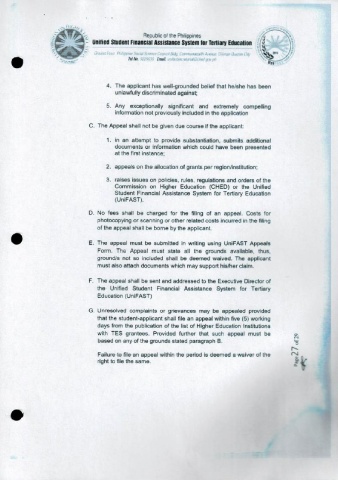 Republic of the Philippines
Unified Student Financial Assistance System for Tertiary Education
4. The applicant has well-grounded belief that he/she has been
unlawfully discriminated against;
5. Any exceptionally significant and extremely compelling
information not previously included in the application
C. The Appeal shall not be given due course if the applicant:
1. in an attempt to provide substantiation, submits additional
documents or information which could have been presented
at the first instance;
2. appeals on the allocation of grants per region/institution;
3. raises issues on policies, rules, regulations and orders of the
Commission on Higher Education (CHED) or the Unified
Student Financial Assistance System for Tertiary Education
(UniFAST).
D. No fees shall be charged for the filing of an appeal. Costs for
photocopying or scanning or other related costs incurred in the filing
of the appeal shall be borne by the applicant.
E. The appeal must be submitted in writing using UniFAST Appeals
Form. The Appeal must state all the grounds available, thus,
grounds not so included shall be deemed waived. The applicant
must also attach documents which may support his/her claim.
F. The appeal shall be sent and addressed to the Executive Director of
the Unified Student Financial Assistance System for Tertiary
Education (UniFAST)
G. Unresolved complaints or grievances may be appealed provided
that the student-applicant shall file an appeal within five (5) working
days from the publication of the list of Higher Education Institutions
with TES grantees. Provided further that such appeal must be
based on any of the grounds stated paragraph B.
Failure to file an appeal within the period is deemed a waiver of the
right to file the same.
Page 27 of 29